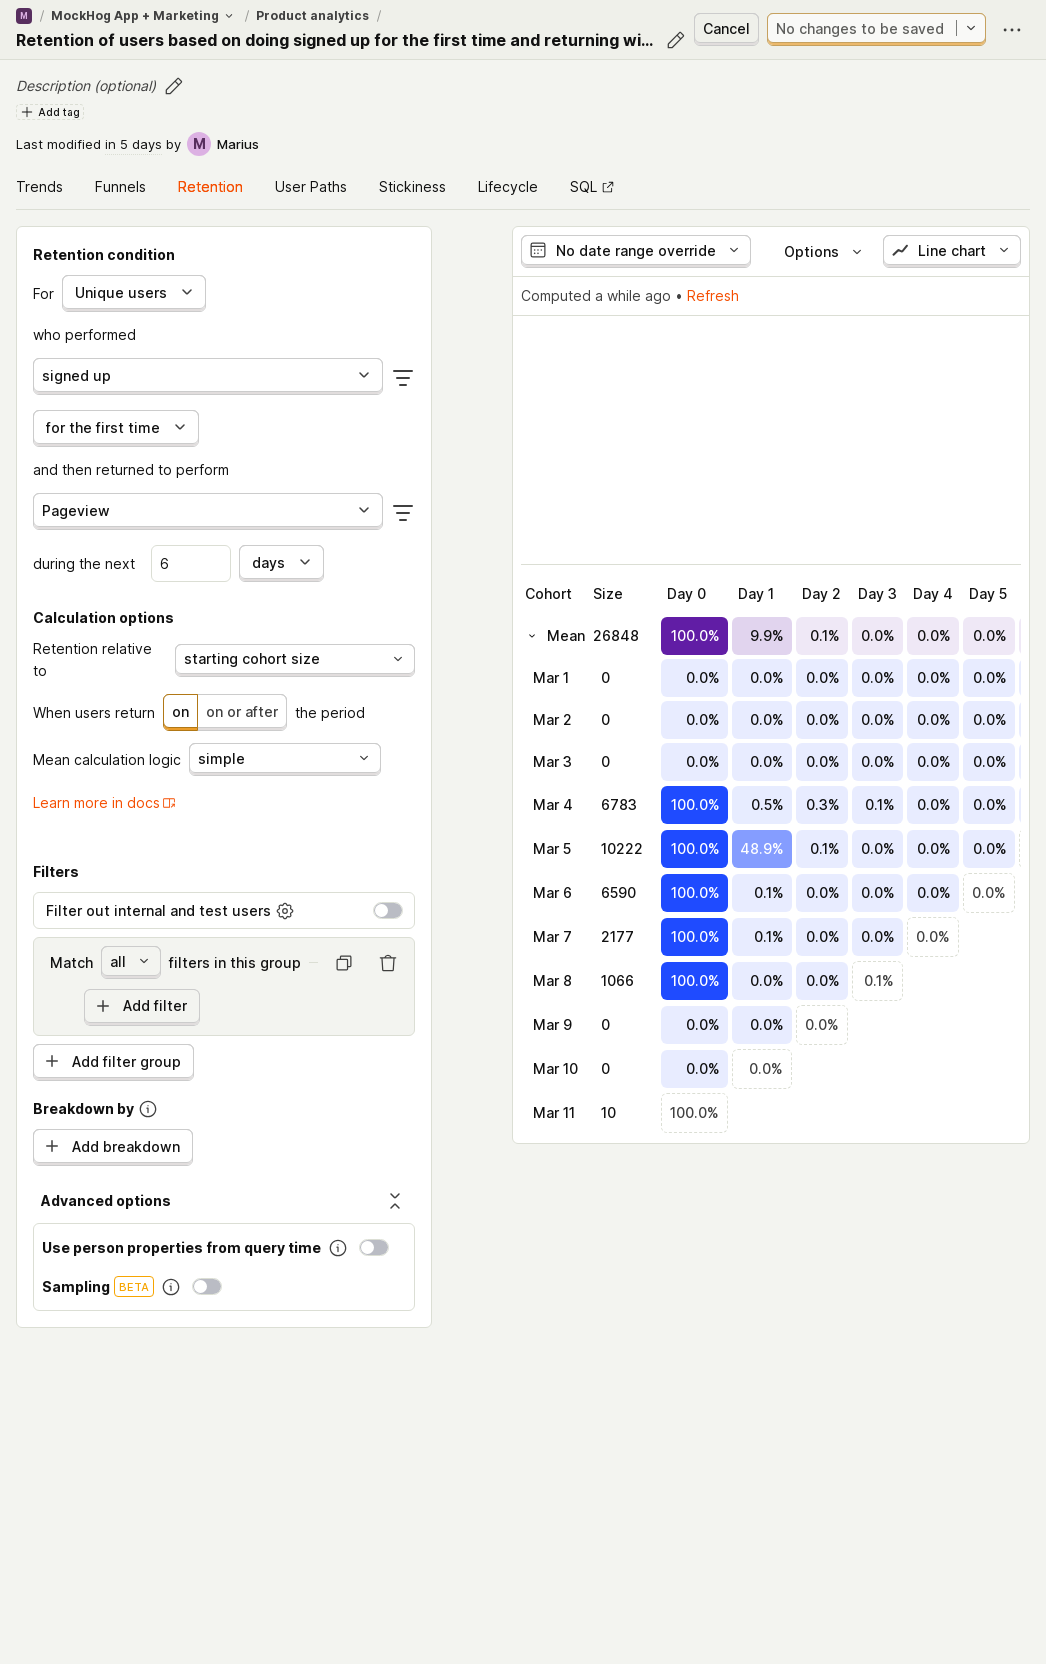 M / MockHog App + Marketing / Product analytics /
Retention of users based on doing signed up for the first time and returning wi...
Cancel
No changes to be saved
Description (optional)
Add tag
Last modified in 5 days by M Marius
Trends Funnels Retention User Paths Stickiness Lifecycle SQL
Retention condition
For Unique users
who performed
signed up
for the first time
and then returned to perform
Pageview
during the next 6 days
Calculation options
Retention relative
to
starting cohort size
When users return on on or after the period
Mean calculation logic simple
Learn more in docs
Filters
Filter out internal and test users
Match all filters in this group
Add filter
Add filter group
Breakdown by
Add breakdown
Advanced options
Use person properties from query time
Sampling BETA
No date range override Options Line chart
Computed a while ago • Refresh
Cohort Size Day 0 Day 1 Day 2 Day 3 Day 4 Day 5
Mean 26848 100.0% 9.9% 0.1% 0.0% 0.0% 0.0%
Mar 1 0 0.0% 0.0% 0.0% 0.0% 0.0% 0.0%
Mar 2 0 0.0% 0.0% 0.0% 0.0% 0.0% 0.0%
Mar 3 0 0.0% 0.0% 0.0% 0.0% 0.0% 0.0%
Mar 4 6783 100.0% 0.5% 0.3% 0.1% 0.0% 0.0%
Mar 5 10222 100.0% 48.9% 0.1% 0.0% 0.0% 0.0%
Mar 6 6590 100.0% 0.1% 0.0% 0.0% 0.0% 0.0%
Mar 7 2177 100.0% 0.1% 0.0% 0.0% 0.0%
Mar 8 1066 100.0% 0.0% 0.0% 0.1%
Mar 9 0 0.0% 0.0% 0.0%
Mar 10 0 0.0% 0.0%
Mar 11 10 100.0%